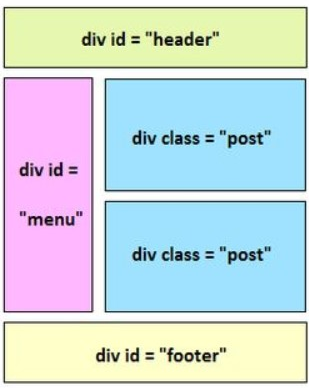 div id = "header"
div id =
"menu"
div class = "post"
div class = "post"
div id = "footer"